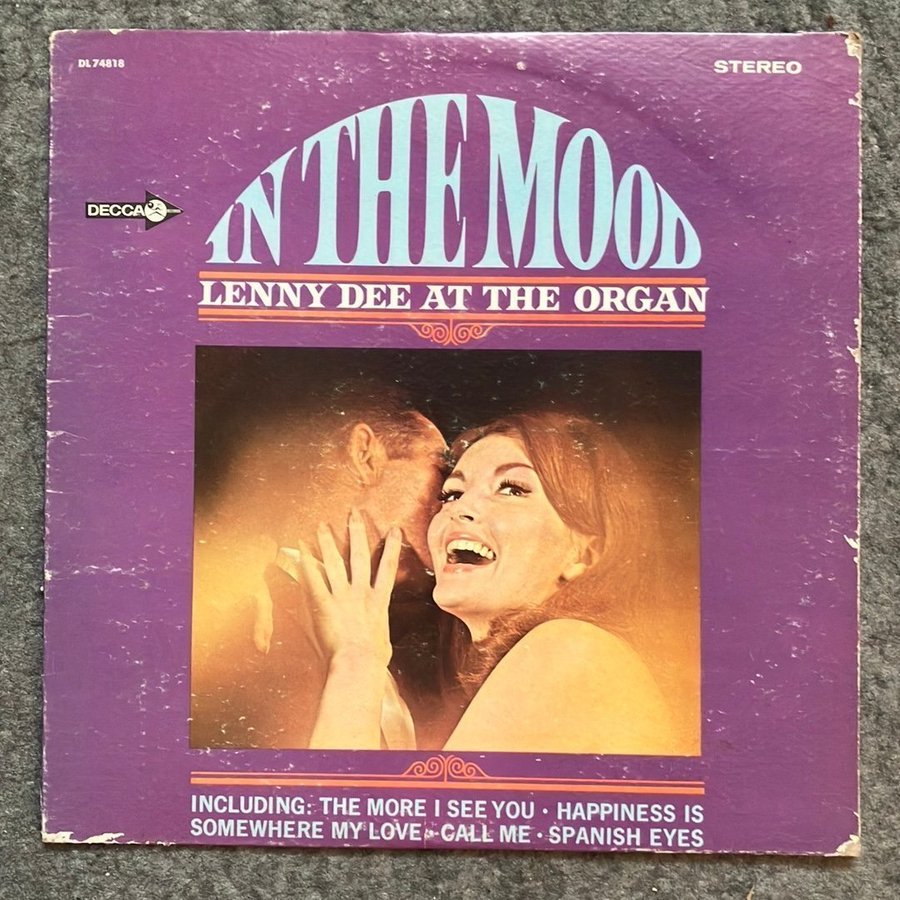 DL 74818
STEREO
IN THE MOOD
DECCA
LENNY DEE AT THE ORGAN
INCLUDING: THE MORE I SEE YOU • HAPPINESS IS
SOMEWHERE MY LOVE • CALL ME • SPANISH EYES